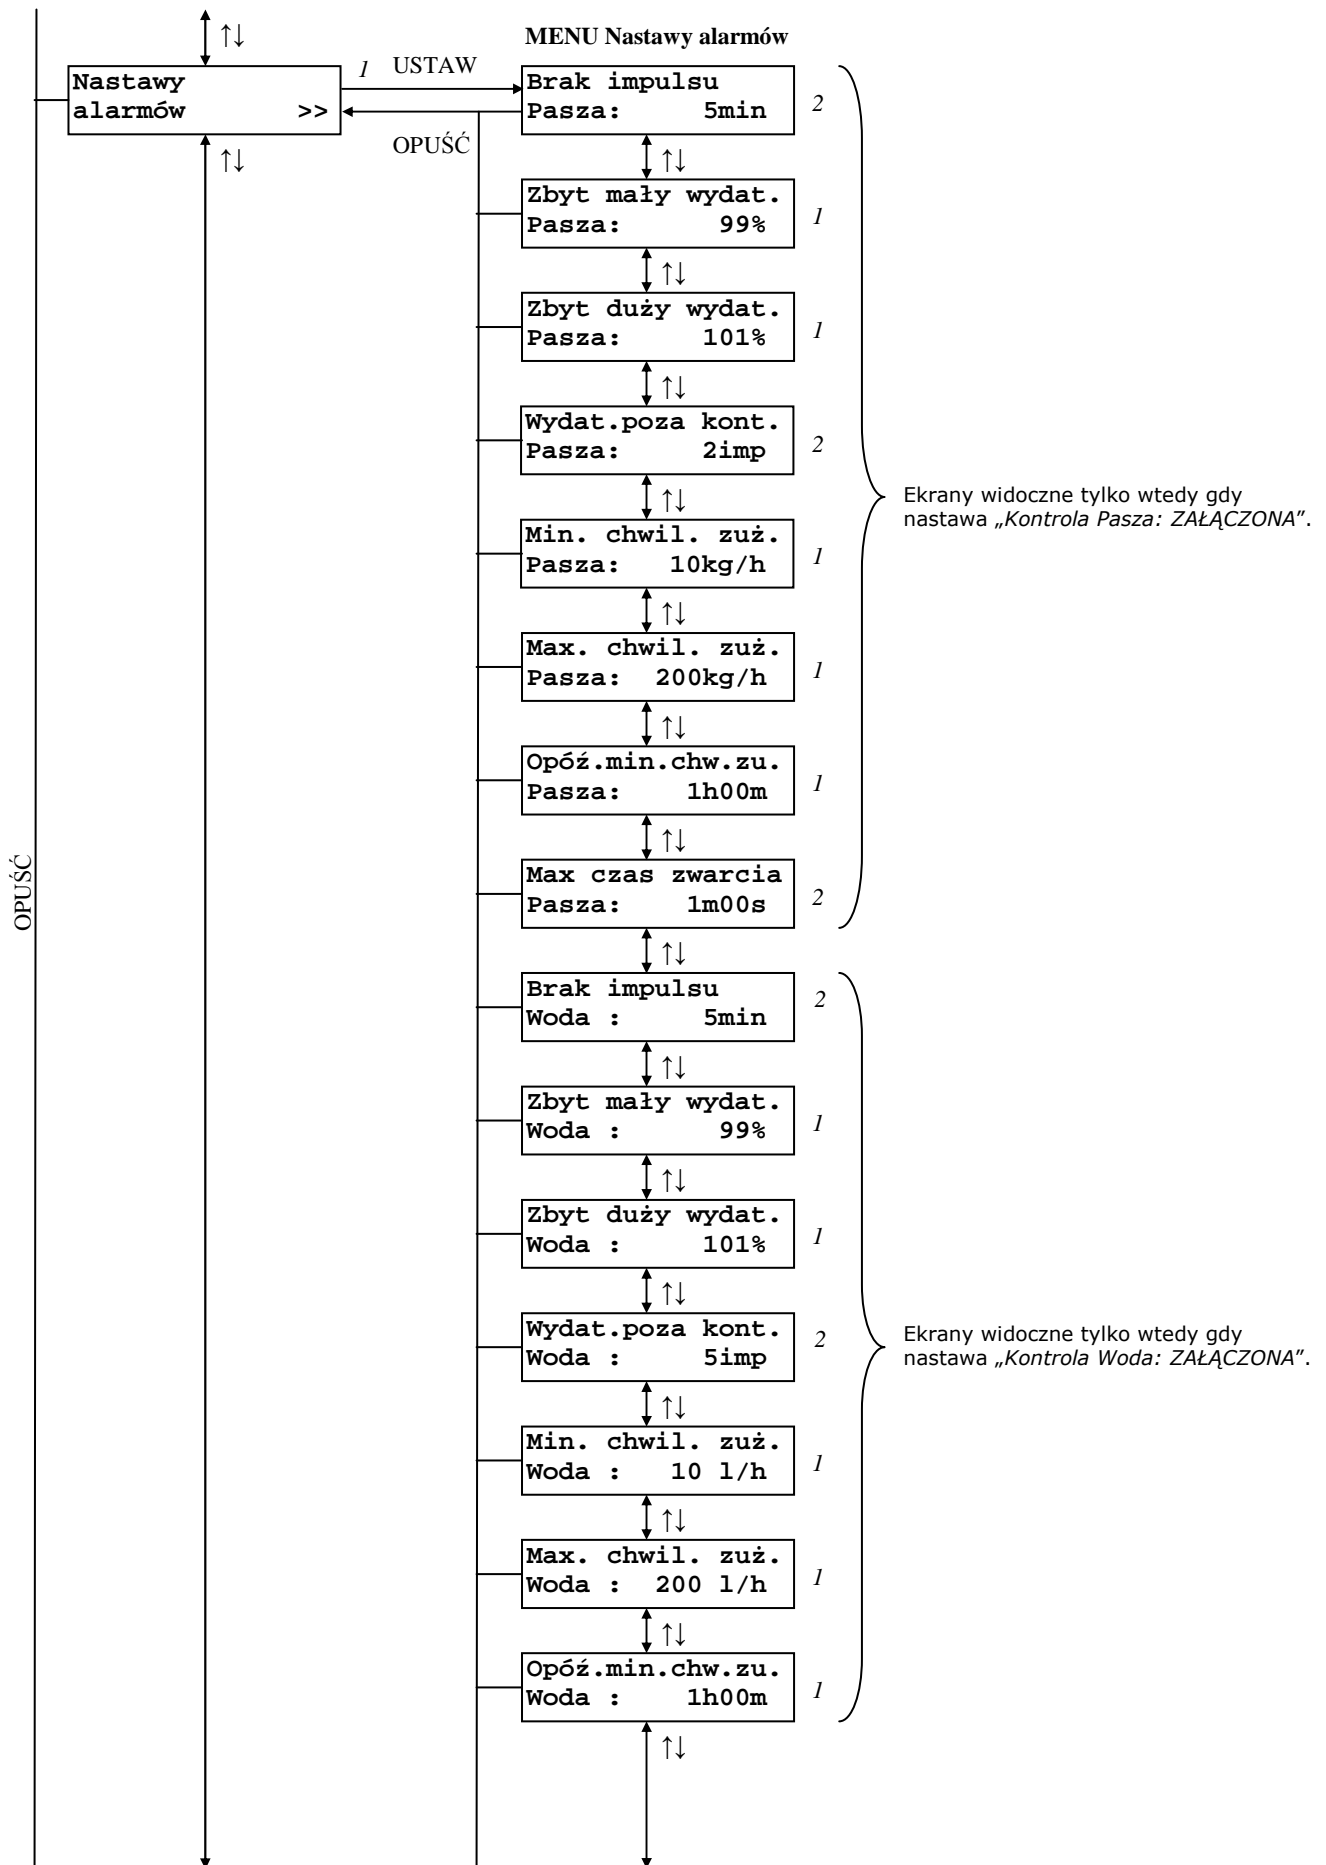 ↑↓
MENU Nastawy alarmów
Nastawy
alarmów >>
1 USTAW
OPUŚĆ
↑↓
Brak impulsu
Pasza: 5min
2
↑↓
Zbyt mały wydat.
Pasza: 99%
1
↑↓
Zbyt duży wydat.
Pasza: 101%
1
↑↓
Wydat.poza kont.
Pasza: 2imp
2
↑↓
Min. chwil. zuż.
Pasza: 10kg/h
1
↑↓
Max. chwil. zuż.
Pasza: 200kg/h
1
↑↓
Opóź.min.chw.zu.
Pasza: 1h00m
1
↑↓
Max czas zwarcia
Pasza: 1m00s
2
↑↓
Ekrany widoczne tylko wtedy gdy
nastawa „Kontrola Pasza: ZAŁĄCZONA”.
OPUŚĆ
Brak impulsu
Woda : 5min
2
↑↓
Zbyt mały wydat.
Woda : 99%
1
↑↓
Zbyt duży wydat.
Woda : 101%
1
↑↓
Wydat.poza kont.
Woda : 5imp
2
↑↓
Min. chwil. zuż.
Woda : 10 l/h
1
↑↓
Max. chwil. zuż.
Woda : 200 l/h
1
↑↓
Opóź.min.chw.zu.
Woda : 1h00m
1
↑↓
Ekrany widoczne tylko wtedy gdy
nastawa „Kontrola Woda: ZAŁĄCZONA”.